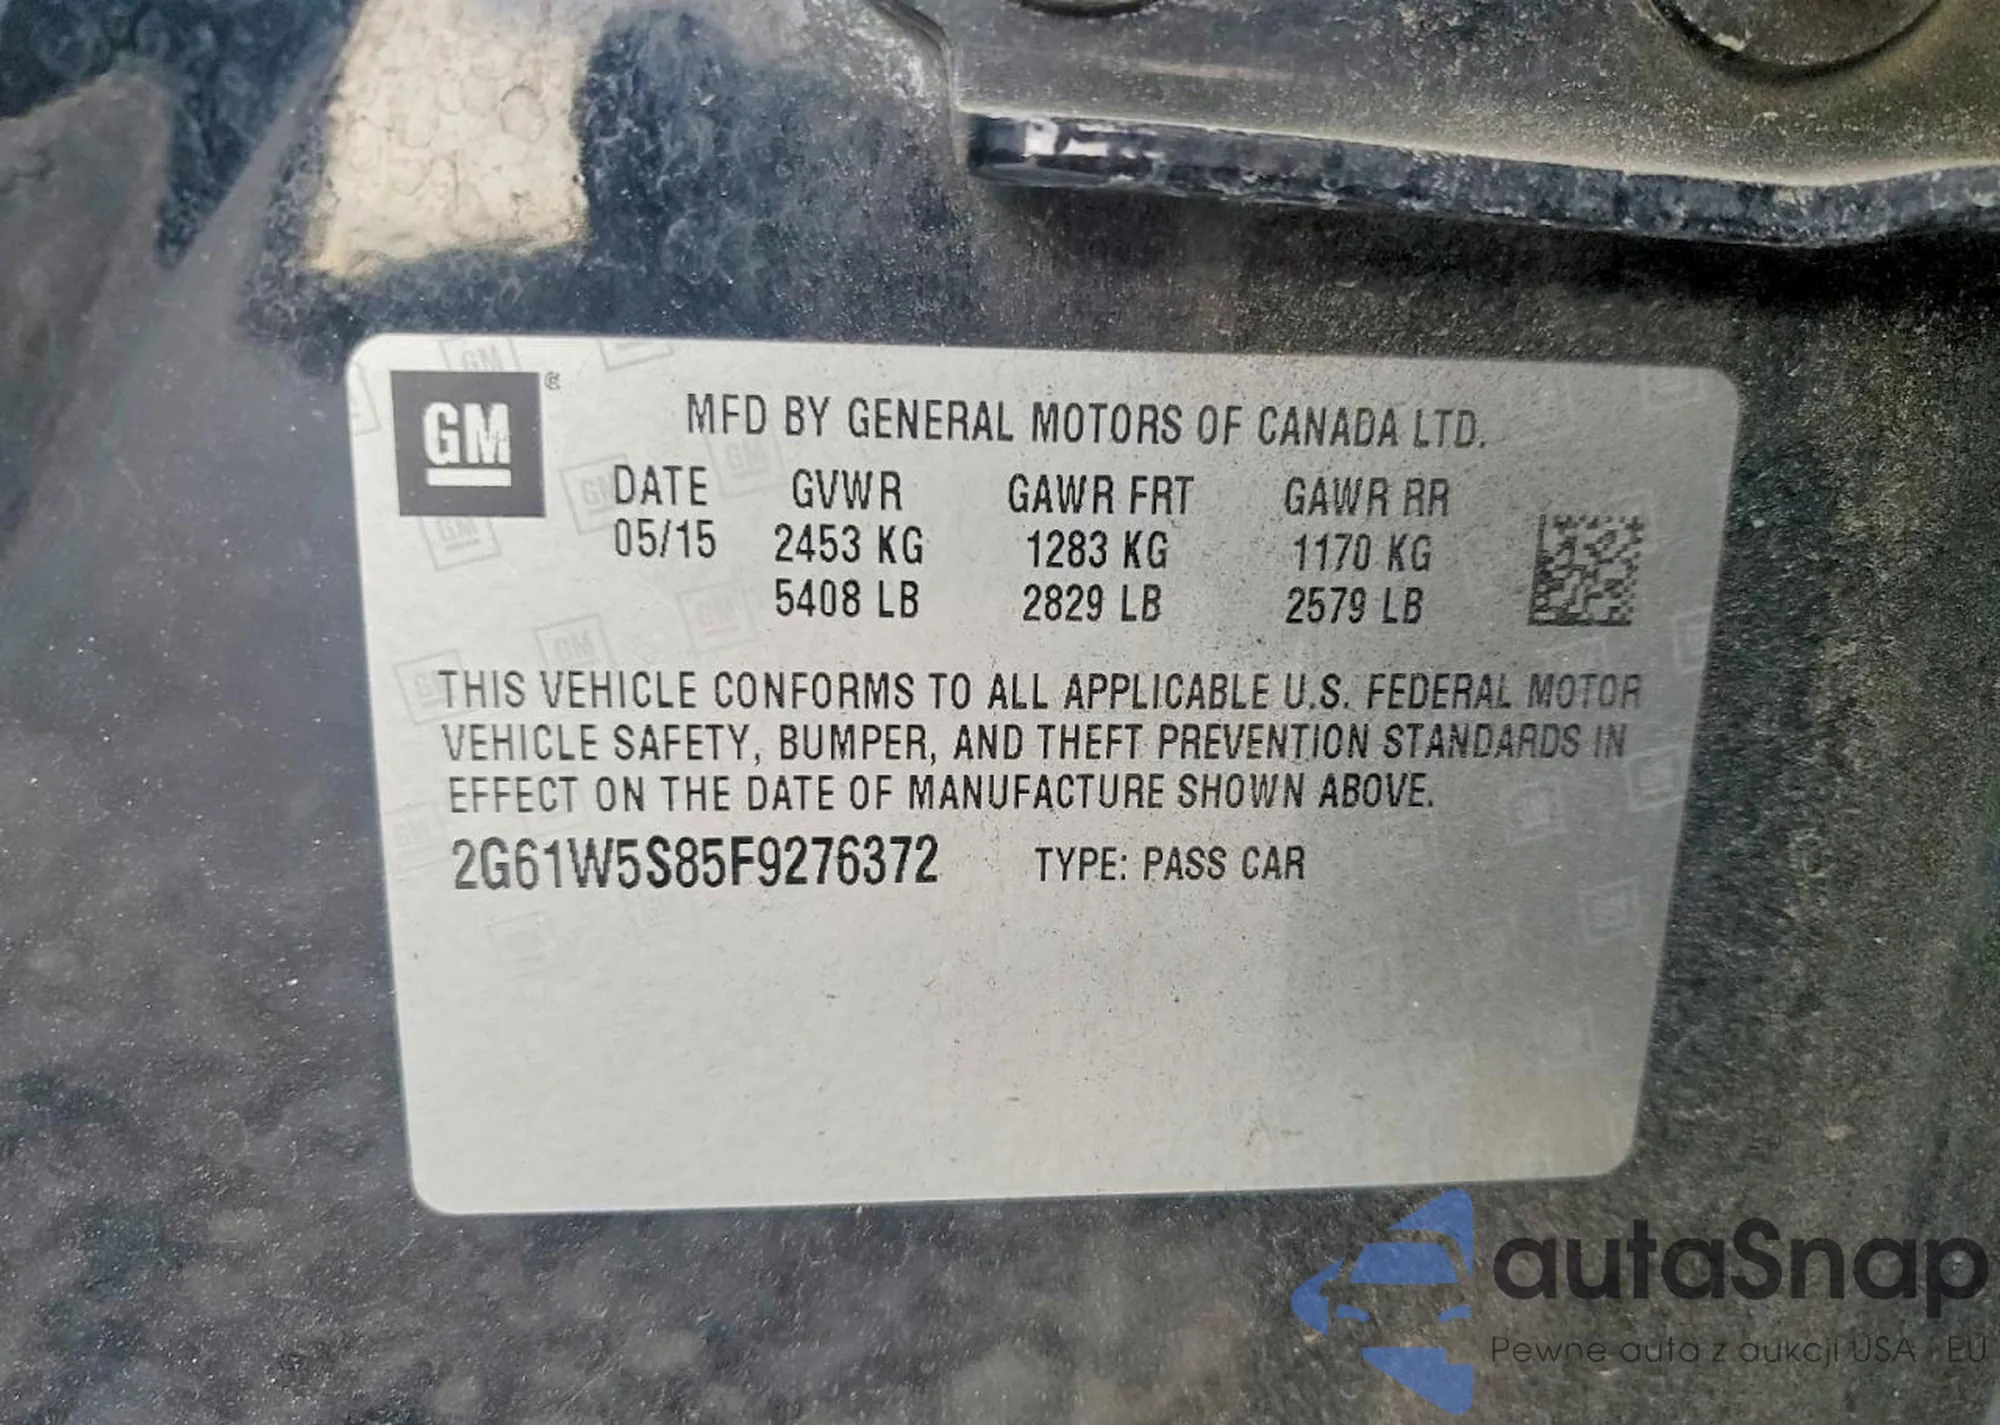 GM
MFD BY GENERAL MOTORS OF CANADA LTD.
DATE GVWR GAWR FRT GAWR RR
05/15 2453 KG 1283 KG 1170 KG
5408 LB 2829 LB 2579 LB
THIS VEHICLE CONFORMS TO ALL APPLICABLE U.S. FEDERAL MOTOR
VEHICLE SAFETY, BUMPER, AND THEFT PREVENTION STANDARDS IN
EFFECT ON THE DATE OF MANUFACTURE SHOWN ABOVE.
2G61W5S85F9276372 TYPE: PASS CAR
autaSnap
Pewne auta z aukcji USA i EU